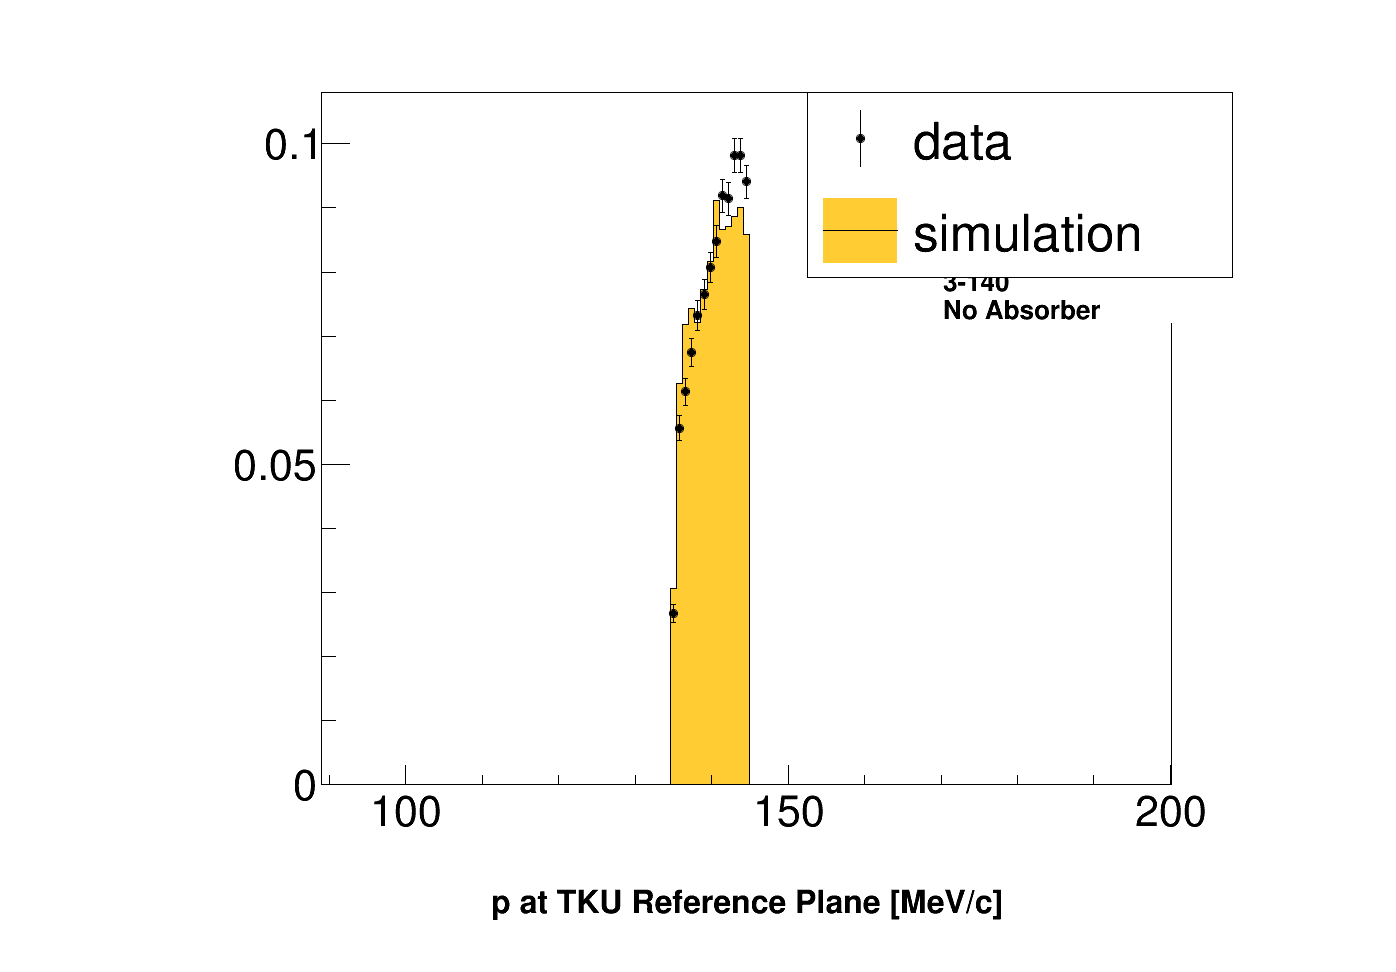 0.1
0.05
0
data
simulation
3-140
No Absorber
100 150 200
p at TKU Reference Plane [MeV/c]